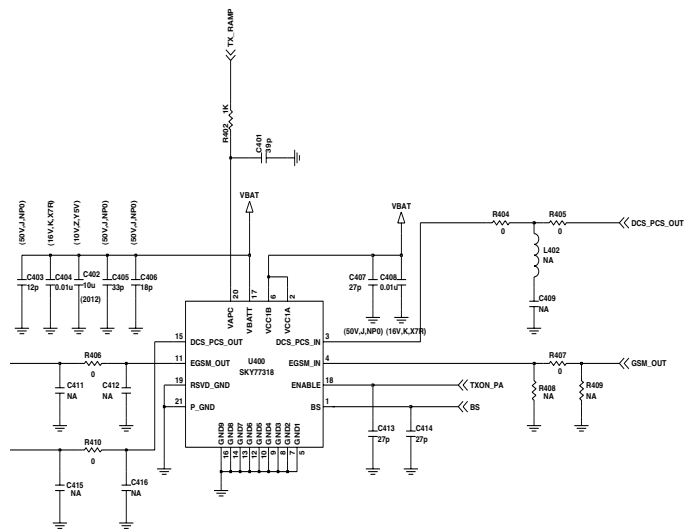 TX_RAMP
1K
R402
C401
39p
VBAT
VBAT
(50V,J,NP0)
(16V,K,X7R)
(10V,Z,Y5V)
(50V,J,NP0)
(50V,J,NP0)
C403
12p
C404
0.01u
C402
10u
(2012)
C405
33p
C406
18p
C407
27p
C408
0.01u
(50V,J,NP0)
(16V,K,X7R)
R404
0
R405
0
DCS_PCS_OUT
L402
NA
C409
NA
20
17
6
2
VAPC
VBATT
VCC1B
VCC1A
15
DCS_PCS_OUT
DCS_PCS_IN
3
11
EGSM_OUT
U400
SKY77318
EGSM_IN
4
19
RSVD_GND
ENABLE
18
21
P_GND
BS
1
R406
0
C411
NA
C412
NA
R407
0
GSM_OUT
R408
NA
R409
NA
TXON_PA
BS
C413
27p
C414
27p
GND9
GND8
GND7
GND6
GND5
GND4
GND3
GND2
GND1
16
14
13
12
10
9
8
7
5
R410
0
C415
NA
C416
NA